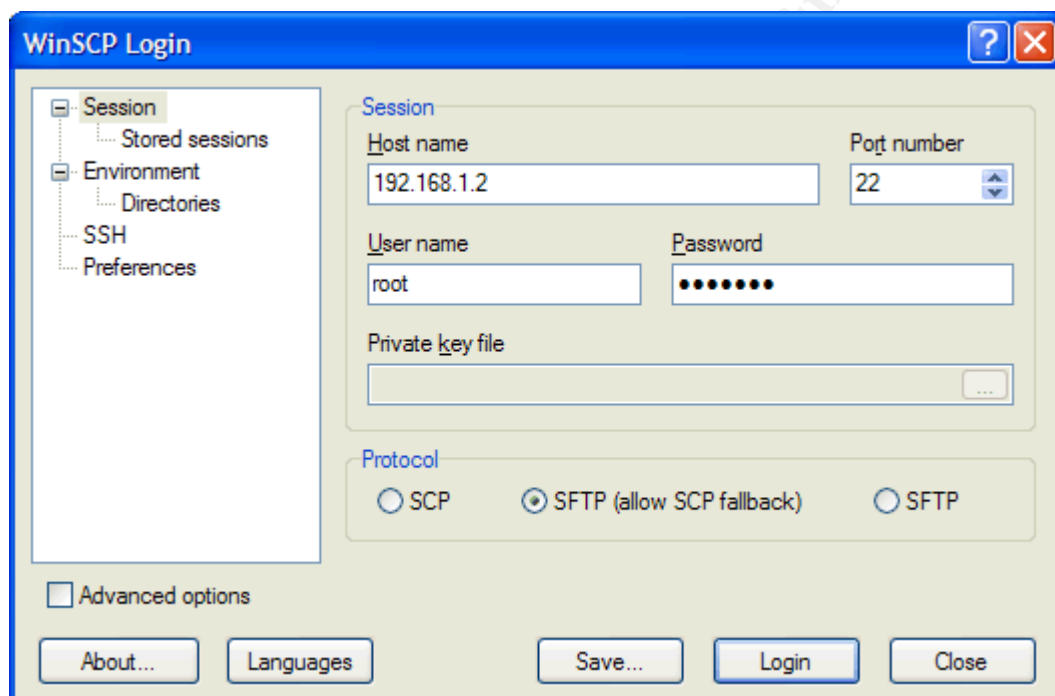 WinSCP Login
Session
Stored sessions
Environment
Directories
SSH
Preferences
Session
Host name
Port number
192.168.1.2
22
User name
Password
root
●●●●●●●
Private key file
...
Protocol
SCP
SFTP (allow SCP fallback)
SFTP
Advanced options
About...
Languages
Save...
Login
Close